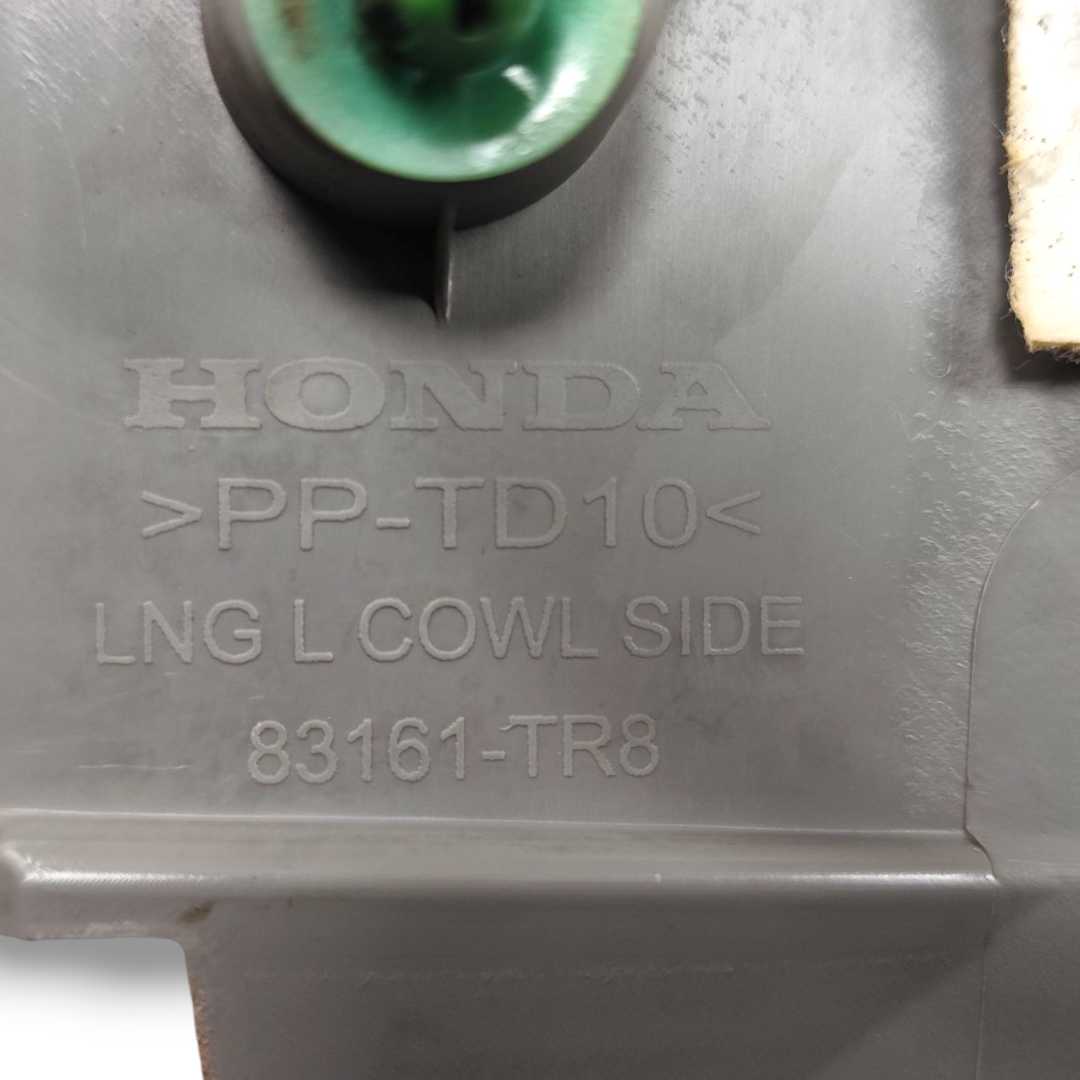 HONDA
>PP-TD10<
LNG L COWL SIDE
83161-TR8